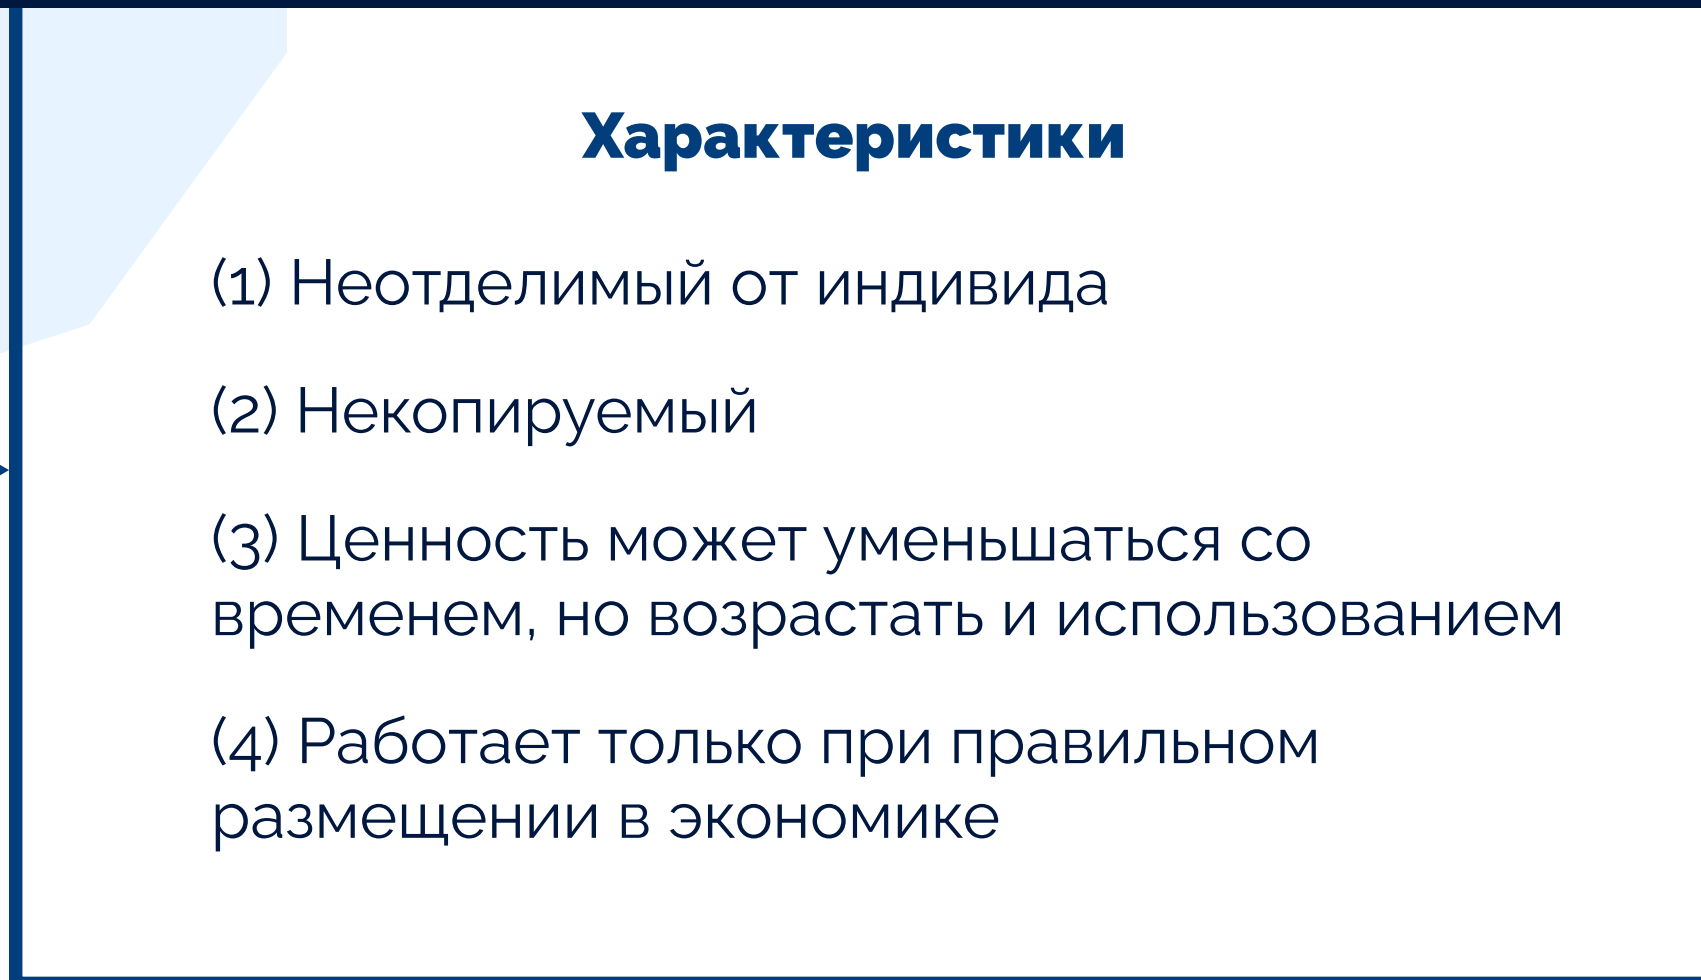 Характеристики
(1) Неотделимый от индивида
(2) Некопируемый
(3) Ценность может уменьшаться со
временем, но возрастать и использованием
(4) Работает только при правильном
размещении в экономике